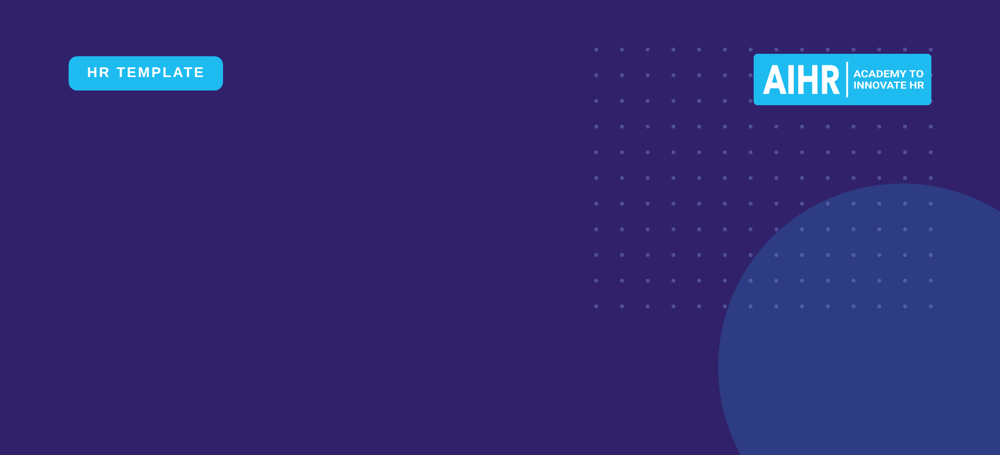 HR TEMPLATE
AIHR
ACADEMY TO
INNOVATE HR